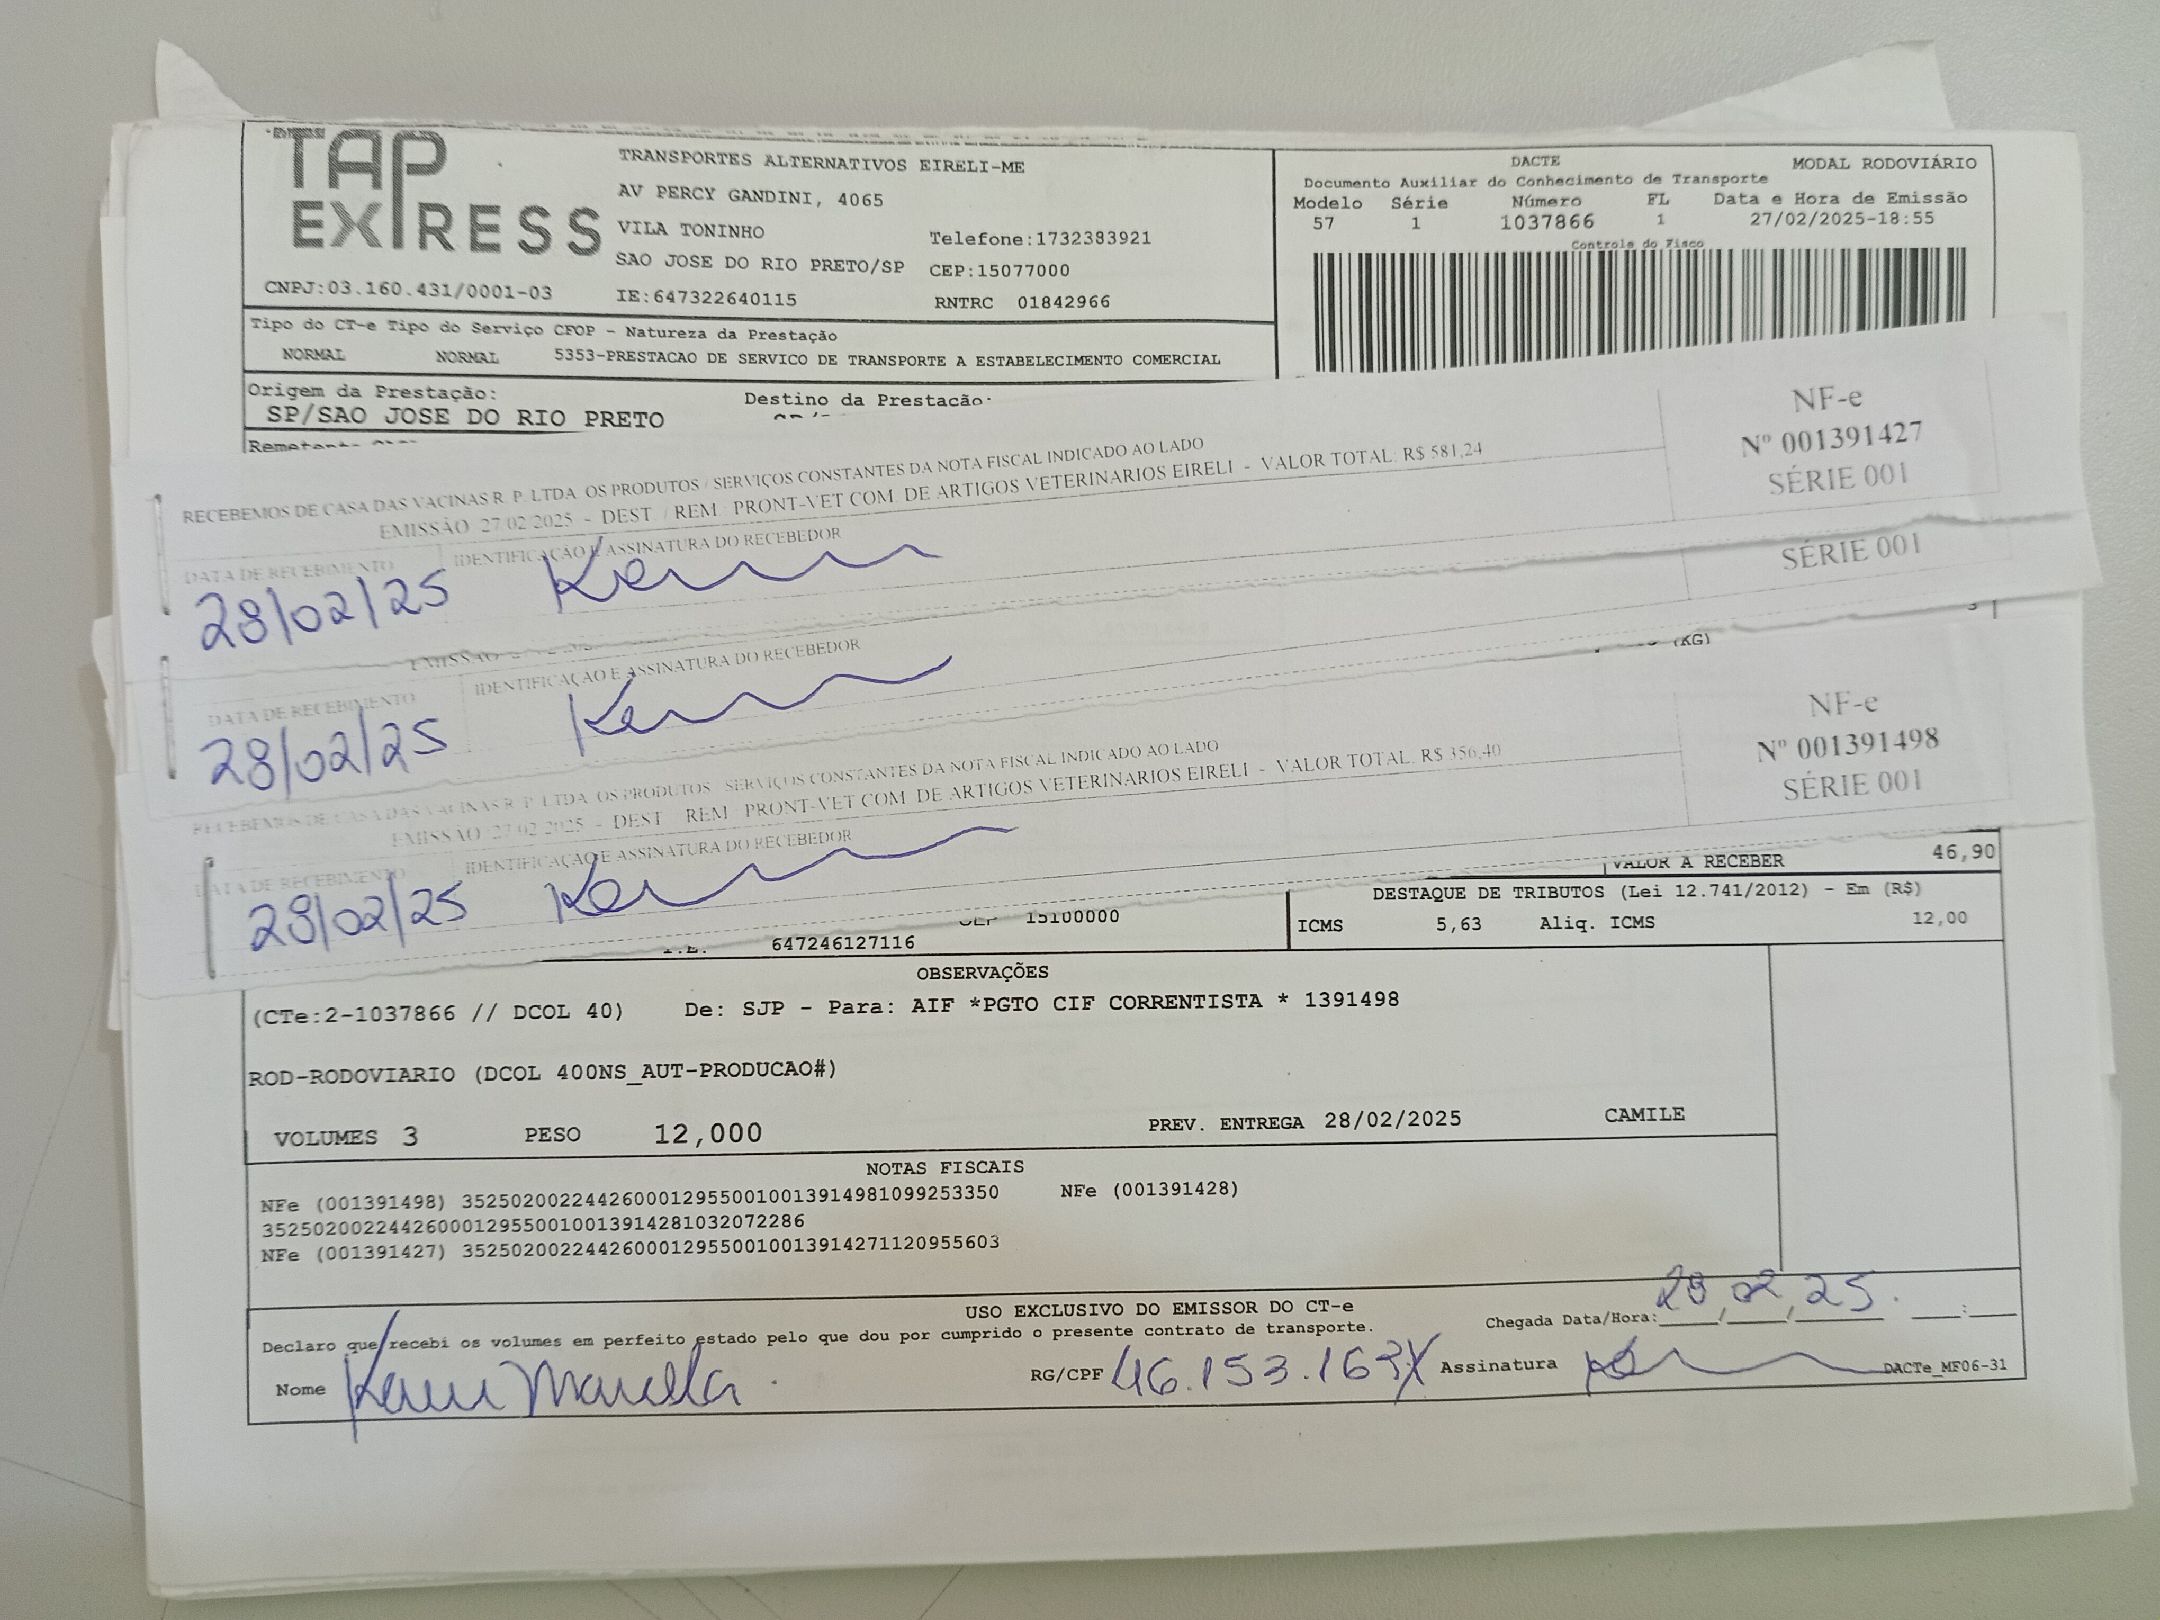 TAP
EXPRESS
TRANSPORTES ALTERNATIVOS EIRELI-ME
AV PERCY GANDINI, 4065
VILA TONINHO
Telefone:1732383921
SAO JOSE DO RIO PRETO/SP CEP:15077000
CNPJ:03.160.431/0001-03 IE:647322640115 RNTRC 01842966
DACTE MODAL RODOVIÁRIO
Documento Auxiliar do Conhecimento de Transporte
Modelo Série Número FL Data e Hora de Emissão
57 1 1037866 1 27/02/2025-18:55
Controle do Fisco
Tipo do CT-e Tipo do Serviço CFOP - Natureza da Prestação
NORMAL NORMAL 5353-PRESTACAO DE SERVICO DE TRANSPORTE A ESTABELECIMENTO COMERCIAL
Origem da Prestação: Destino da Prestação:
SP/SAO JOSE DO RIO PRETO
RECEBEMOS DE CASA DAS VACINAS R. P. LTDA. OS PRODUTOS / SERVIÇOS CONSTANTES DA NOTA FISCAL INDICADO AO LADO
EMISSÃO: 27/02/2025 - DEST. / REM.: PRONT-VET COM. DE ARTIGOS VETERINARIOS EIRELI - VALOR TOTAL: R$ 581,24
NF-e
Nº 001391427
SÉRIE 001
DATA DE RECEBIMENTO IDENTIFICAÇÃO E ASSINATURA DO RECEBEDOR
28/02/25
SÉRIE 001
DATA DE RECEBIMENTO IDENTIFICAÇÃO E ASSINATURA DO RECEBEDOR
28/02/25
(KG)
RECEBEMOS DE CASA DAS VACINAS R. P. LTDA. OS PRODUTOS / SERVIÇOS CONSTANTES DA NOTA FISCAL INDICADO AO LADO
EMISSÃO: 27/02/2025 - DEST. / REM.: PRONT-VET COM. DE ARTIGOS VETERINARIOS EIRELI - VALOR TOTAL: R$ 356,40
NF-e
Nº 001391498
SÉRIE 001
DATA DE RECEBIMENTO IDENTIFICAÇÃO E ASSINATURA DO RECEBEDOR
28/02/25
VALOR A RECEBER 46,90
DESTAQUE DE TRIBUTOS (Lei 12.741/2012) - Em (R$)
ICMS 5,63 Aliq. ICMS 12,00
CEP 15100000
I.E. 647246127116
OBSERVAÇÕES
(CTe:2-1037866 // DCOL 40) De: SJP - Para: AIF *PGTO CIF CORRENTISTA * 1391498
ROD-RODOVIARIO (DCOL 400NS_AUT-PRODUCAO#)
VOLUMES 3 PESO 12,000 PREV. ENTREGA 28/02/2025 CAMILE
NOTAS FISCAIS
NFe (001391498) 35250200224426000129550010013914981099253350 NFe (001391428)
35250200224426000129550010013914281032072286
NFe (001391427) 35250200224426000129550010013914271120955603
USO EXCLUSIVO DO EMISSOR DO CT-e
Declaro que recebi os volumes em perfeito estado pelo que dou por cumprido o presente contrato de transporte.
Chegada Data/Hora: 28/02/25. :
Nome RG/CPF 46.153.163X Assinatura DACTe_MF06-31